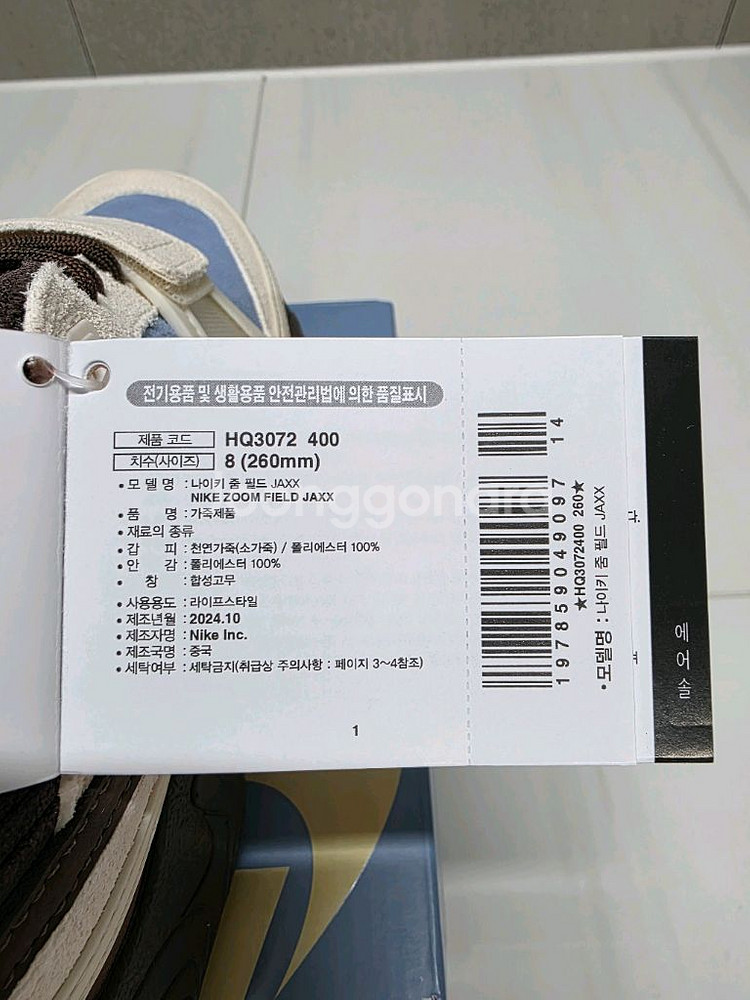 전기용품 및 생활용품 안전관리법에 의한 품질표시
제품 코드 HQ3072 400
치수(사이즈) 8 (260mm)
• 모 델 명 : 나이키 줌 필드 JAXX
NIKE ZOOM FIELD JAXX
• 품 명 : 가죽제품
• 재료의 종류
• 갑 피 : 천연가죽(소가죽) / 폴리에스터 100%
• 안 감 : 폴리에스터 100%
• 창 : 합성고무
• 사용용도 : 라이프스타일
• 제조년월 : 2024.10
• 제조자명 : Nike Inc.
• 제조국명 : 중국
• 세탁여부 : 세탁금지(취급상 주의사항 : 페이지 3~4참조)
1
14
197859049097
★HQ3072400 260★
• 모델명 : 나이키 줌 필드 JAXX
다.
에어솔